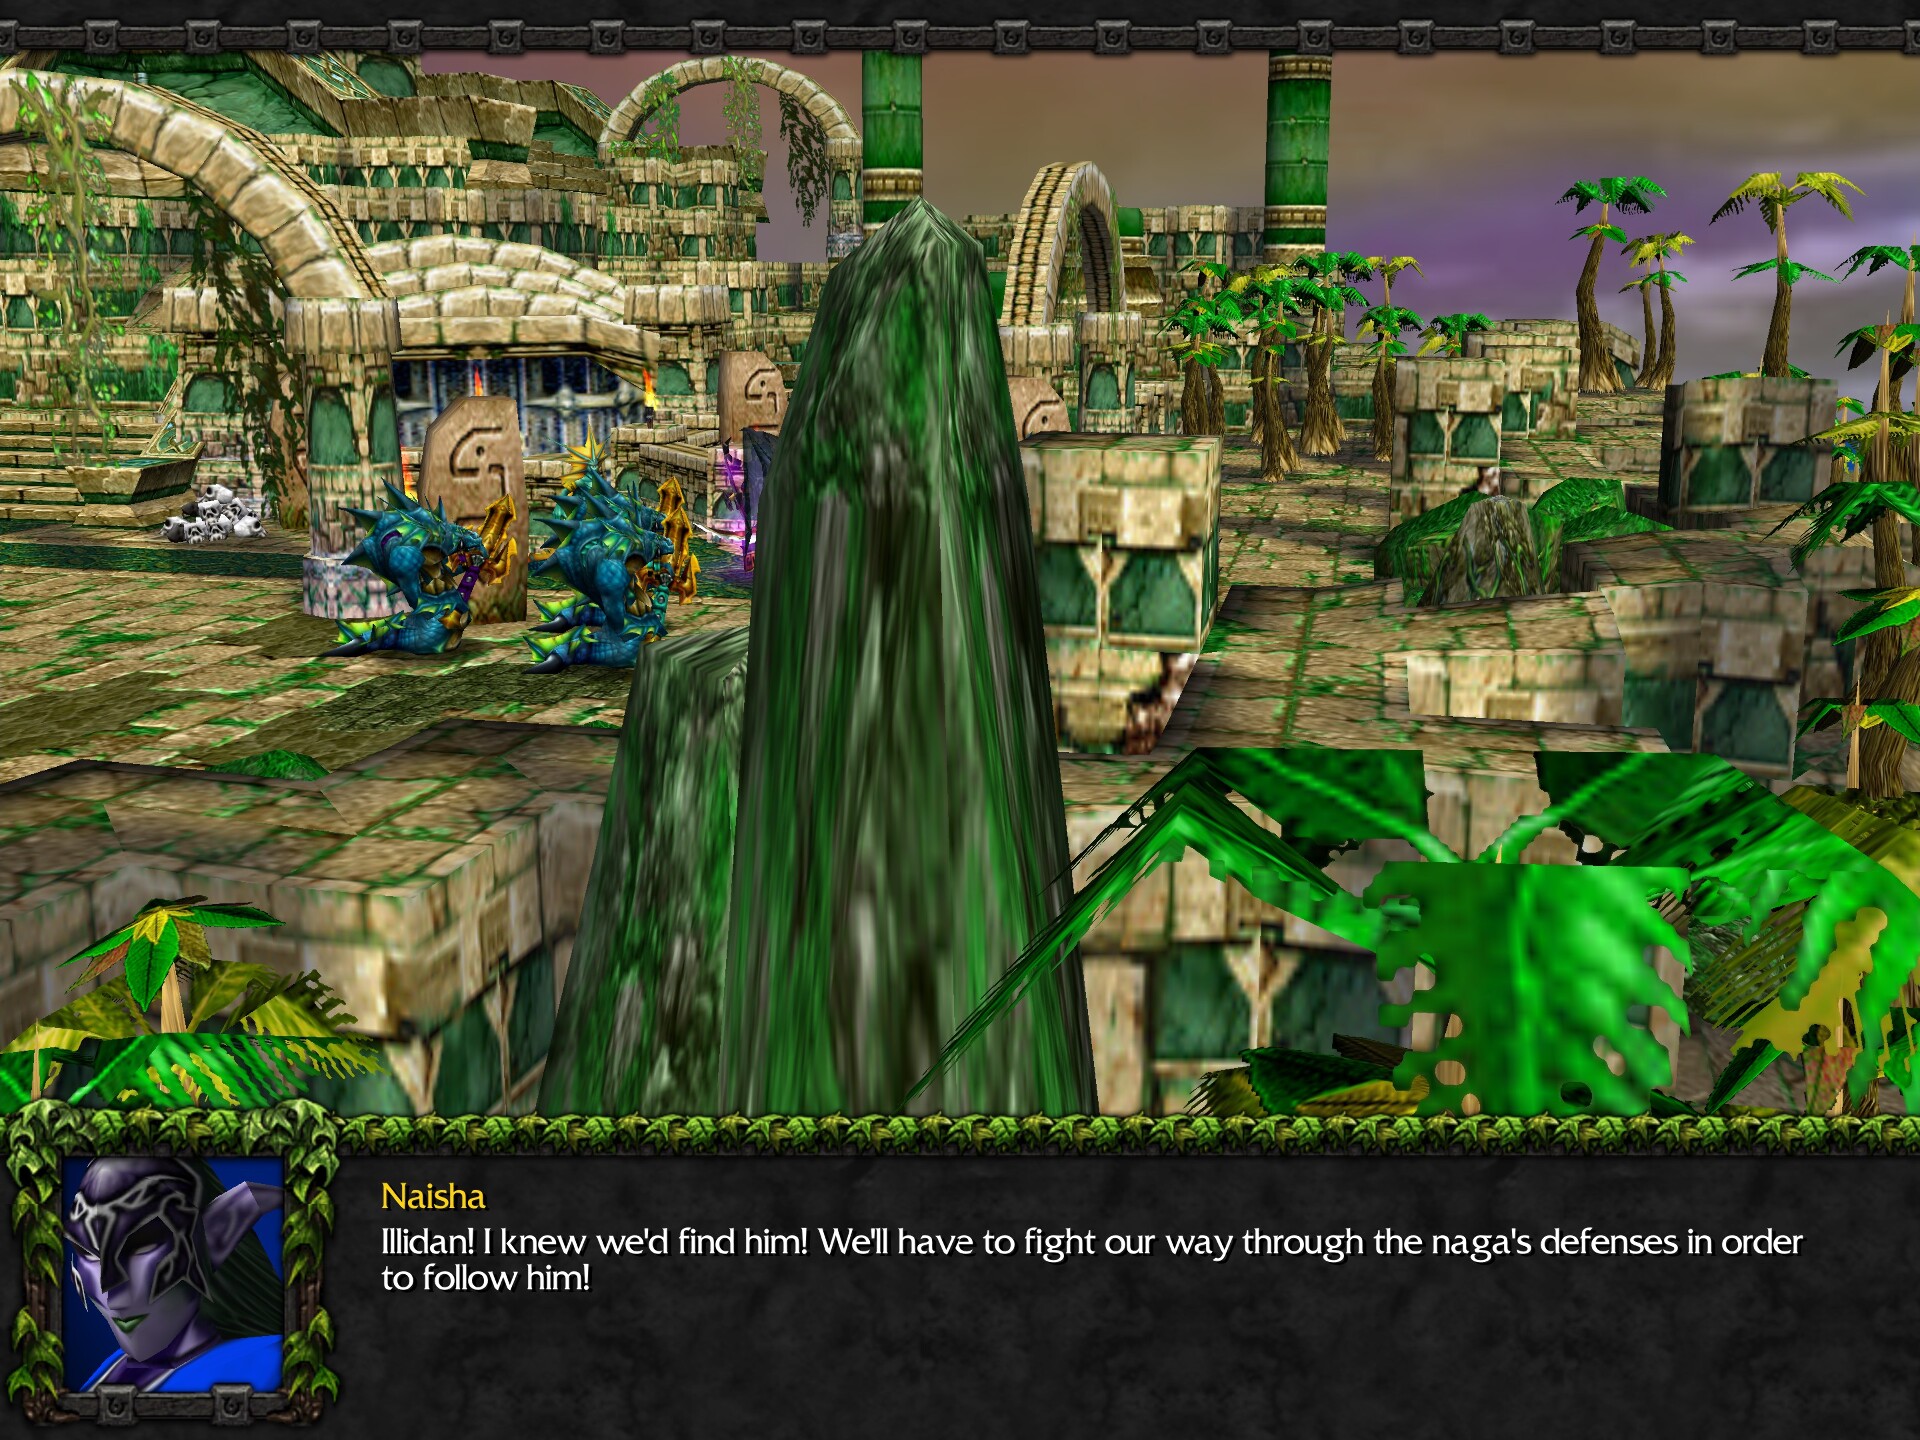 Naisha
Illidan! I knew we'd find him! We'll have to fight our way through the naga's defenses in order
to follow him!